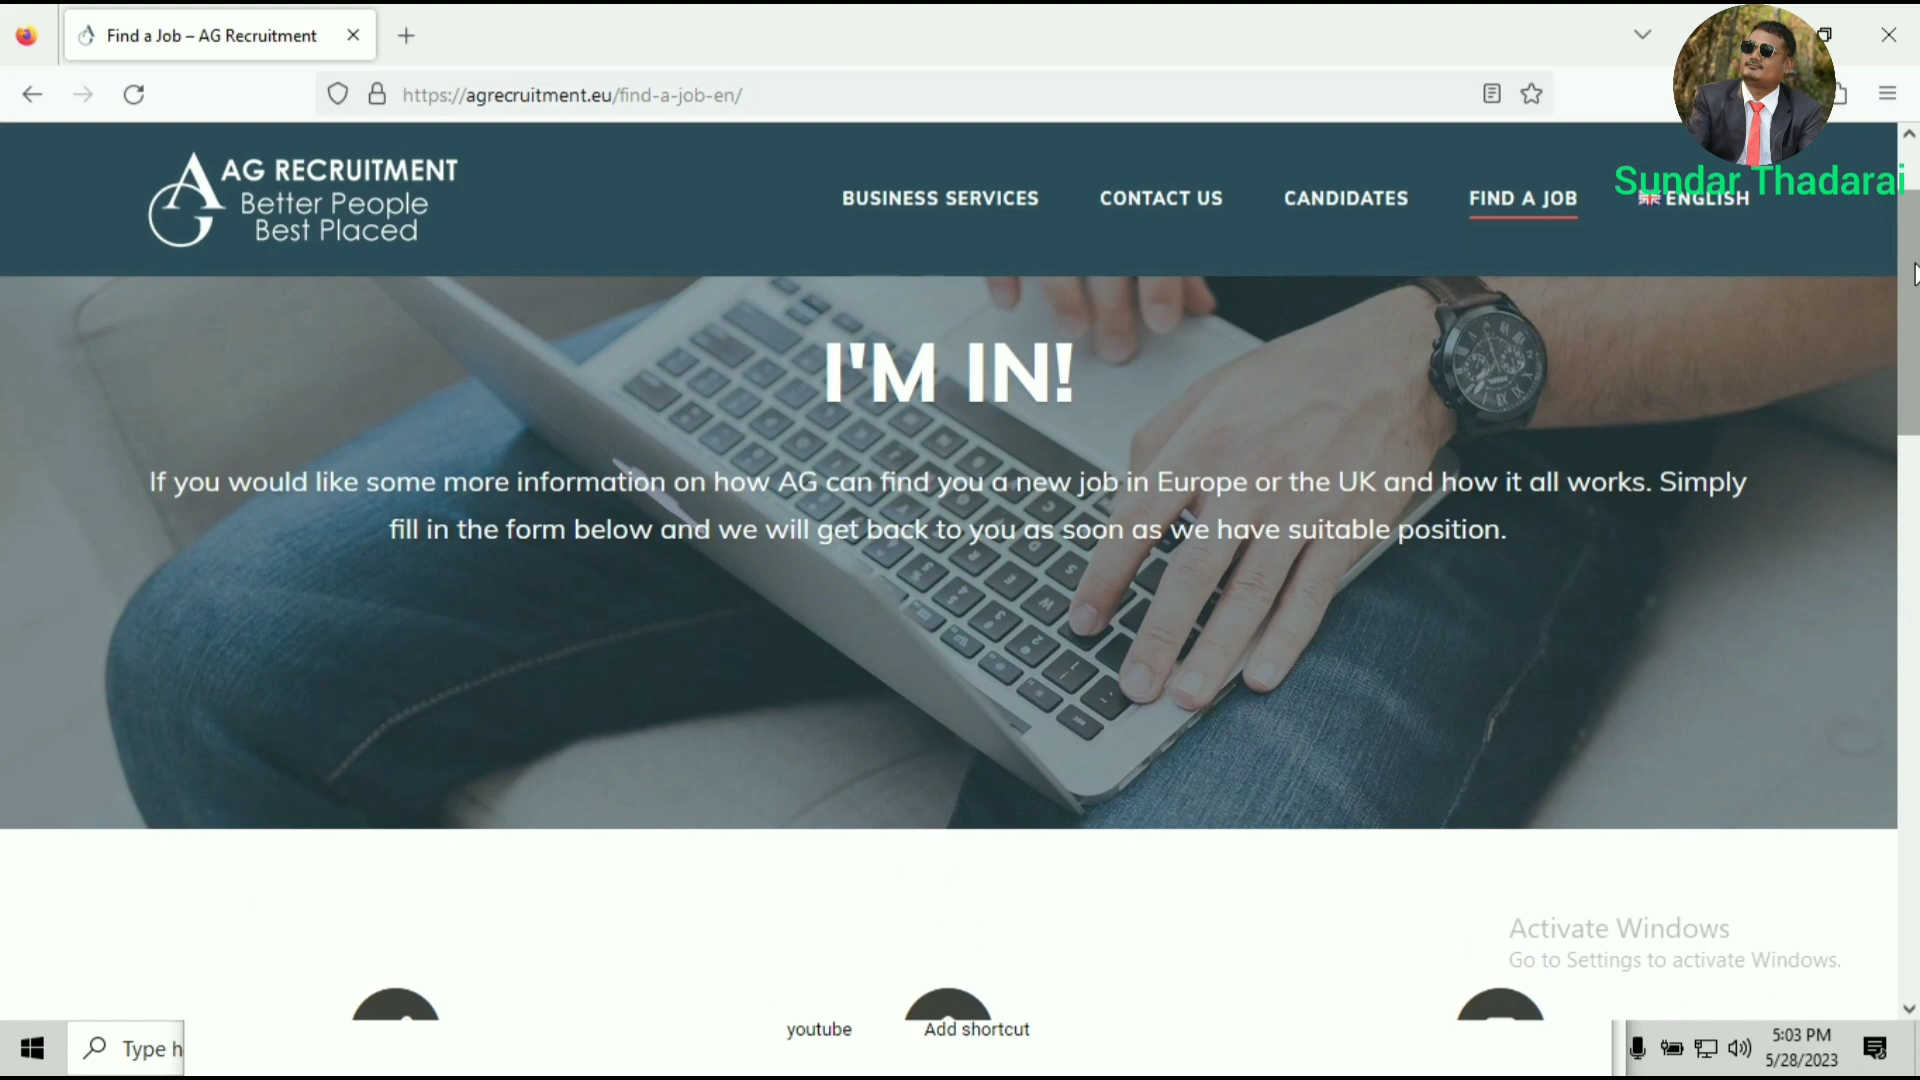 Find a Job – AG Recruitment
https://agrecruitment.eu/find-a-job-en/
AG RECRUITMENT
Better People
Best Placed
BUSINESS SERVICES
CONTACT US
CANDIDATES
FIND A JOB
ENGLISH
Sundar Thadarai
I'M IN!
If you would like some more information on how AG can find you a new job in Europe or the UK and how it all works. Simply
fill in the form below and we will get back to you as soon as we have suitable position.
Activate Windows
Go to Settings to activate Windows.
youtube
Add shortcut
Type h
5:03 PM
5/28/2023